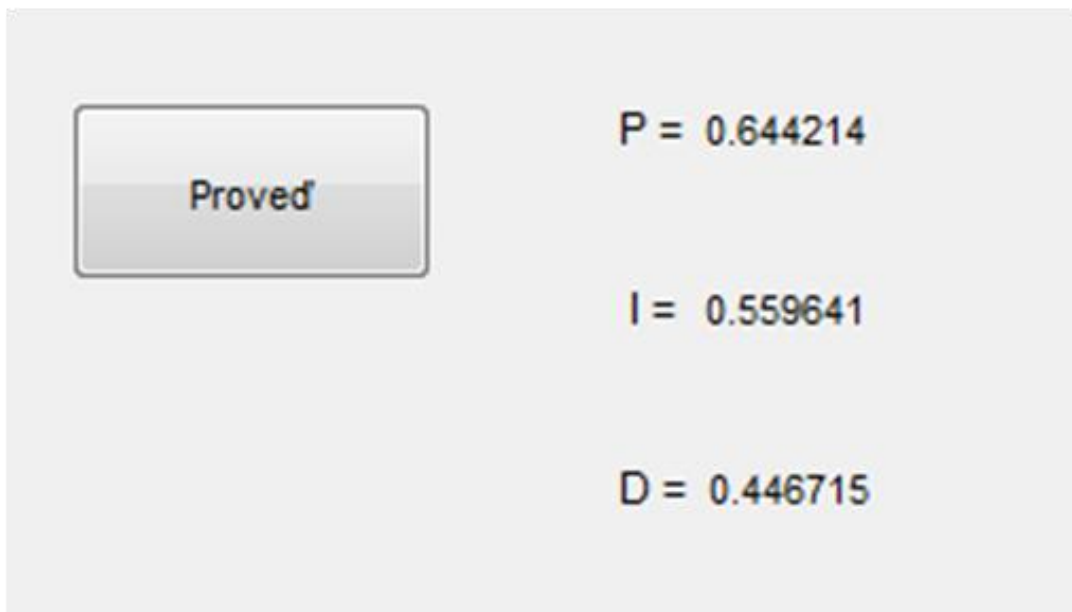 Proveď
P = 0.644214
I = 0.559641
D = 0.446715